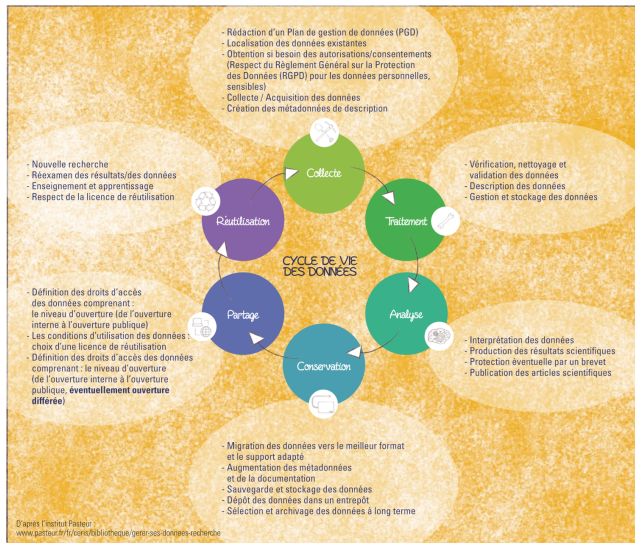 - Rédaction d'un Plan de gestion de données (PGD)
- Localisation des données existantes
- Obtention si besoin des autorisations/consentements
(Respect du Règlement Général sur la Protection
des Données (RGPD) pour les données personnelles,
sensibles)
- Collecte / Acquisition des données
- Création des métadonnées de description
Collecte
- Vérification, nettoyage et
validation des données
- Description des données
- Gestion et stockage des données
Traitement
Analyse
- Interprétation des données
- Production des résultats scientifiques
- Protection éventuelle par un brevet
- Publication des articles scientifiques
Conservation
- Migration des données vers le meilleur format
et le support adapté
- Augmentation des métadonnées
et de la documentation
- Sauvegarde et stockage des données
- Dépôt des données dans un entrepôt
- Sélection et archivage des données à long terme
Partage
- Définition des droits d'accès
des données comprenant :
le niveau d'ouverture (de l'ouverture
interne à l'ouverture publique)
- Les conditions d'utilisation des données :
choix d'une licence de réutilisation
- Définition des droits d'accès des données
comprenant : le niveau d'ouverture
(de l'ouverture interne à l'ouverture
publique, éventuellement ouverture
différée)
Réutilisation
- Nouvelle recherche
- Réexamen des résultats/des données
- Enseignement et apprentissage
- Respect de la licence de réutilisation
CYCLE DE VIE
DES DONNÉES
D'après l'institut Pasteur :
www.pasteur.fr/fr/ceris/bibliotheque/gerer-ses-donnees-recherche